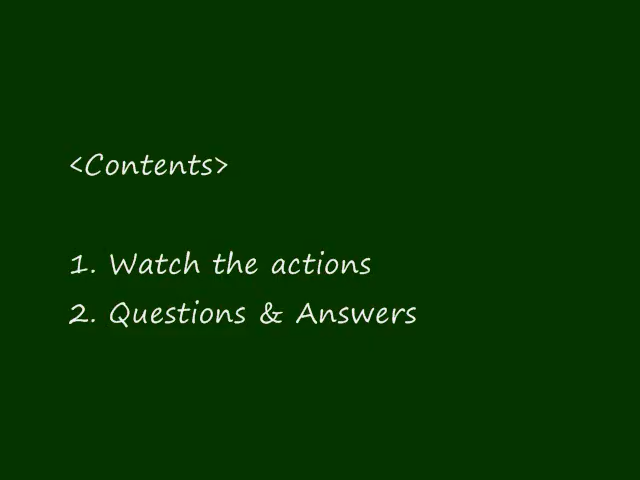 <Contents>
1. Watch the actions
2. Questions & Answers